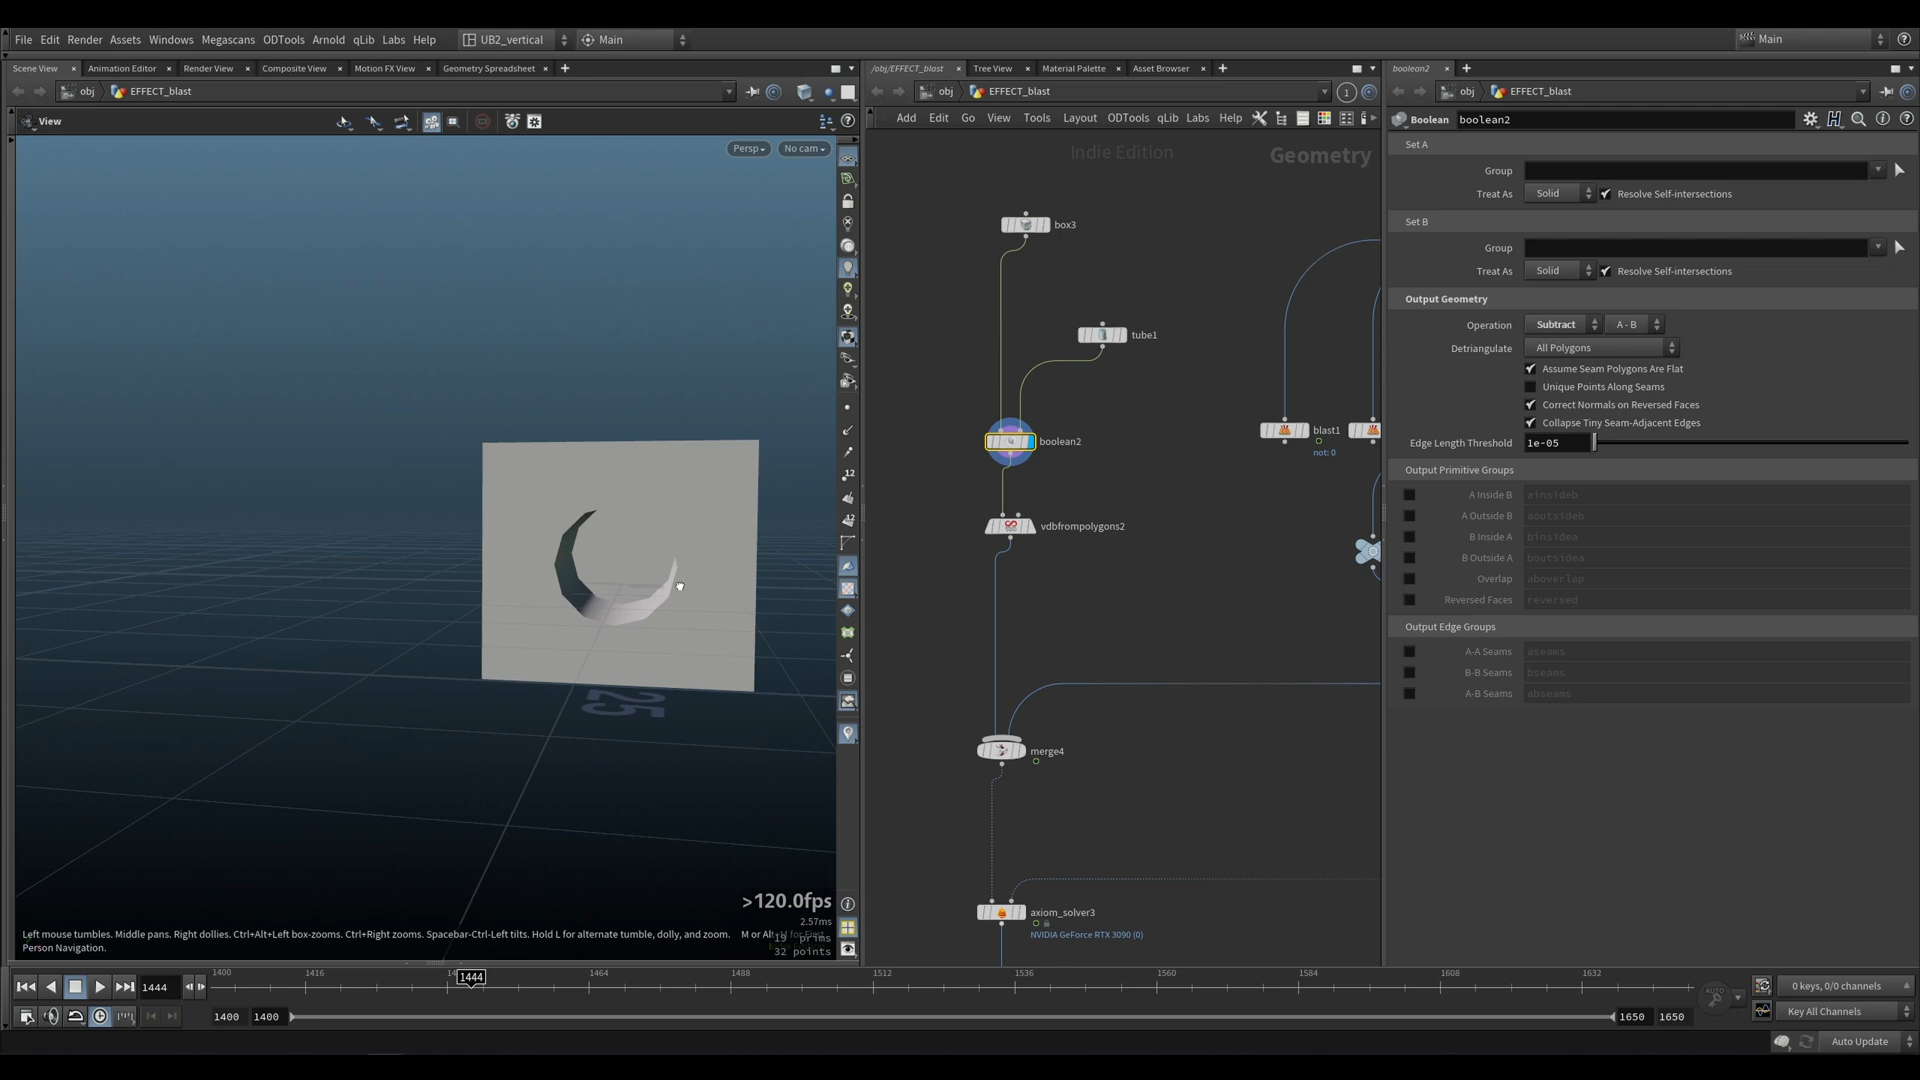 File Edit Render Assets Windows Megascans ODTools Arnold qLib Labs Help UB2_vertical Main Main
Scene View Animation Editor Render View Composite View Motion FX View Geometry Spreadsheet
/obj/EFFECT_blast Tree View Material Palette Asset Browser
boolean2
obj EFFECT_blast
obj EFFECT_blast
obj EFFECT_blast
View
Persp No cam
25
>120.0fps
2.57ms
19 prims
32 points
Left mouse tumbles. Middle pans. Right dollies. Ctrl+Alt+Left box-zooms. Ctrl+Right zooms. Spacebar-Ctrl-Left tilts. Hold L for alternate tumble, dolly, and zoom.
Person Navigation.
12
12
Add Edit Go View Tools Layout ODTools qLib Labs Help
Indie Edition Geometry
box3
tube1
boolean2
blast1
not: 0
vdbfrompolygons2
merge4
axiom_solver3
NVIDIA GeForce RTX 3090 (0)
Boolean boolean2
Set A
Group
Treat As Solid Resolve Self-intersections
Set B
Group
Treat As Solid Resolve Self-intersections
Output Geometry
Operation Subtract A - B
Detriangulate All Polygons
Assume Seam Polygons Are Flat
Unique Points Along Seams
Correct Normals on Reversed Faces
Collapse Tiny Seam-Adjacent Edges
Edge Length Threshold 1e-05
Output Primitive Groups
A Inside B ainsideb
A Outside B aoutsideb
B Inside A binsidea
B Outside A boutsidea
Overlap aboverlap
Reversed Faces reversed
Output Edge Groups
A-A Seams aseams
B-B Seams bseams
A-B Seams abseams
1400 1416 1444 1464 1488 1512 1536 1560 1584 1608 1632
1444
AUTO
0 keys, 0/0 channels
1400 1400 1650 1650
Key All Channels
Auto Update